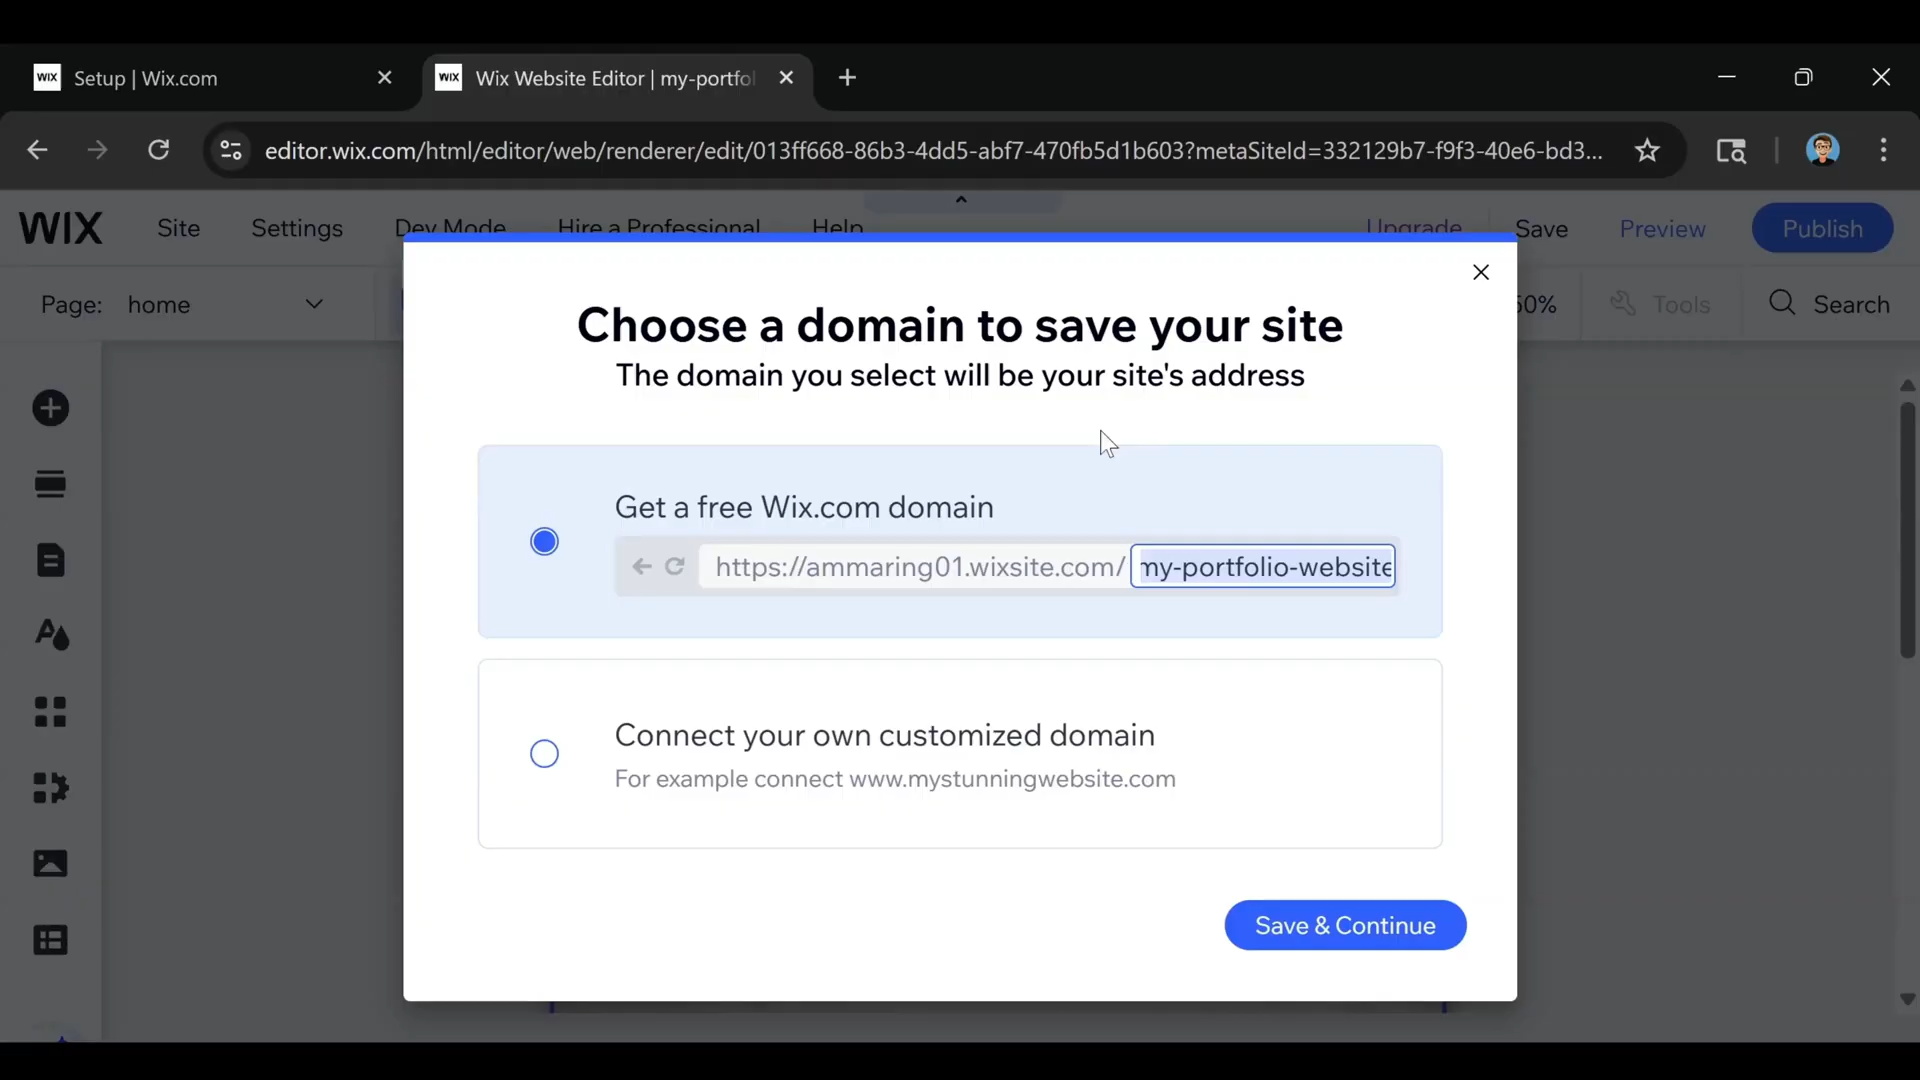 WIX Setup | Wix.com
WIX Wix Website Editor | my-portfol
editor.wix.com/html/editor/web/renderer/edit/013ff668-86b3-4dd5-abf7-470fb5d1b603?metaSiteId=332129b7-f9f3-40e6-bd3...
WIX Site Settings Dev Mode Hire a Professional Help Upgrade Save Preview Publish
Page: home 50% Tools Search
Choose a domain to save your site
The domain you select will be your site's address
Get a free Wix.com domain
https://ammaring01.wixsite.com/ my-portfolio-website
Connect your own customized domain
For example connect www.mystunningwebsite.com
Save & Continue